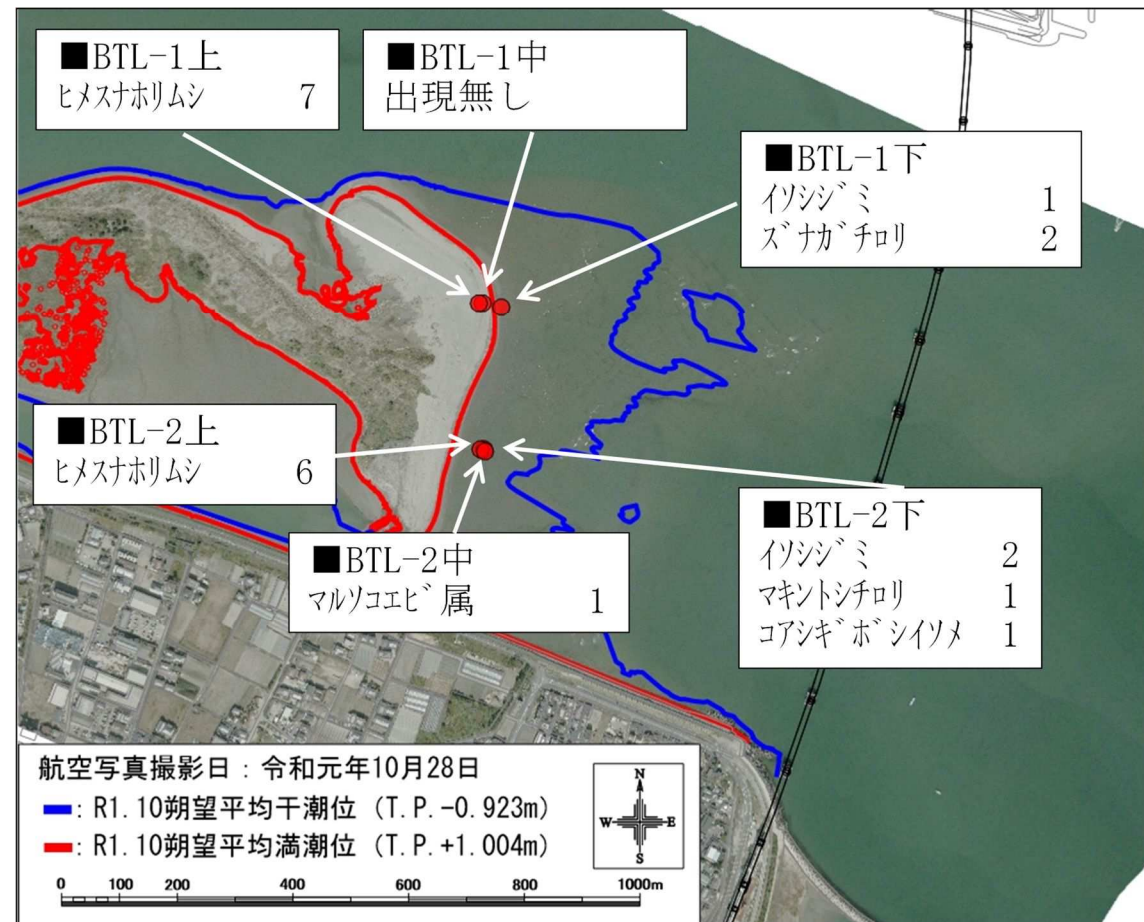 ■BTL-1上
ヒメスナホリムシ 7
■BTL-1中
出現無し
■BTL-1下
イソシジミ 1
ズナガチロリ 2
■BTL-2上
ヒメスナホリムシ 6
■BTL-2中
マルソコエビ属 1
■BTL-2下
イソシジミ 2
マキントシチロリ 1
コアシギボシイソメ 1
航空写真撮影日：令和元年10月28日
：R1.10朔望平均干潮位（T.P.-0.923m）
：R1.10朔望平均満潮位（T.P.+1.004m）
N
W E
S
0 100 200 400 600 800 1000m